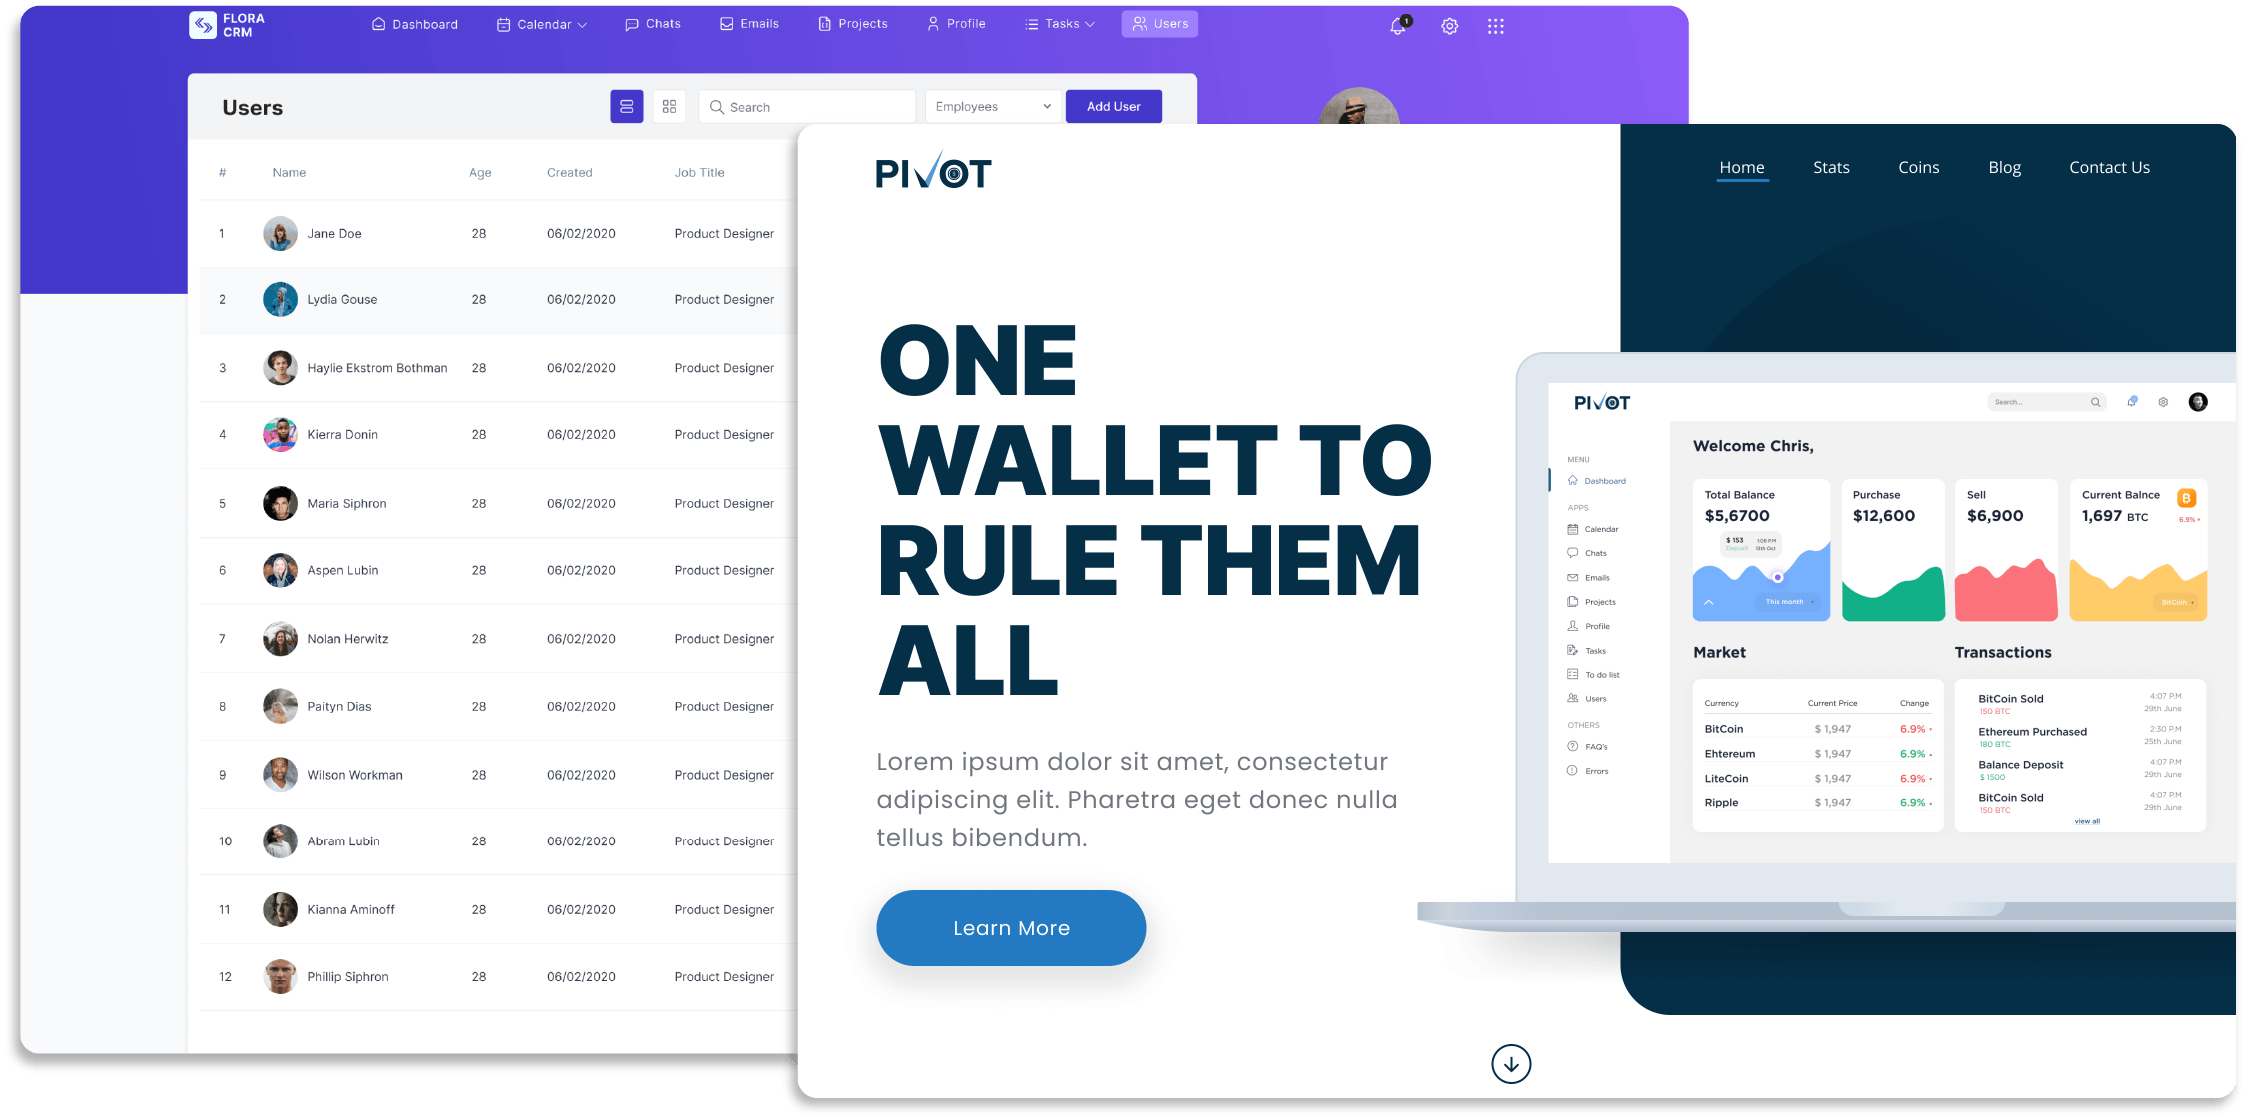 FLORA
CRM
Dashboard
Calendar
Chats
Emails
Projects
Profile
Tasks
Users
1
Users
Search
Employees
Add User
# Name Age Created Job Title
1 Jane Doe 28 06/02/2020 Product Designer
2 Lydia Gouse 28 06/02/2020 Product Designer
3 Haylie Ekstrom Bothman 28 06/02/2020 Product Designer
4 Kierra Donin 28 06/02/2020 Product Designer
5 Maria Siphron 28 06/02/2020 Product Designer
6 Aspen Lubin 28 06/02/2020 Product Designer
7 Nolan Herwitz 28 06/02/2020 Product Designer
8 Paityn Dias 28 06/02/2020 Product Designer
9 Wilson Workman 28 06/02/2020 Product Designer
10 Abram Lubin 28 06/02/2020 Product Designer
11 Kianna Aminoff 28 06/02/2020 Product Designer
12 Phillip Siphron 28 06/02/2020 Product Designer
PIVOT
Home Stats Coins Blog Contact Us
ONE
WALLET TO
RULE THEM
ALL
Lorem ipsum dolor sit amet, consectetur
adipiscing elit. Pharetra eget donec nulla
tellus bibendum.
Learn More
PIVOT
Search...
MENU
Dashboard
APPS
Calendar
Chats
Emails
Projects
Profile
Tasks
To do list
Users
OTHERS
FAQ's
Errors
Welcome Chris,
Total Balance
$5,6700
$ 153 3:08 P.M
Deposit 13th Oct
This month
Purchase
$12,600
Sell
$6,900
Current Balnce
1,697 BTC
6.9%
BitCoin
Market
Currency Current Price Change
BitCoin $ 1,947 6.9%
Ehtereum $ 1,947 6.9%
LiteCoin $ 1,947 6.9%
Ripple $ 1,947 6.9%
Transactions
BitCoin Sold 4:07 P.M
150 BTC 29th June
Ethereum Purchased 2:30 P.M
180 BTC 25th June
Balance Deposit 4:07 P.M
$ 1500 29th June
BitCoin Sold 4:07 P.M
150 BTC 29th June
view all